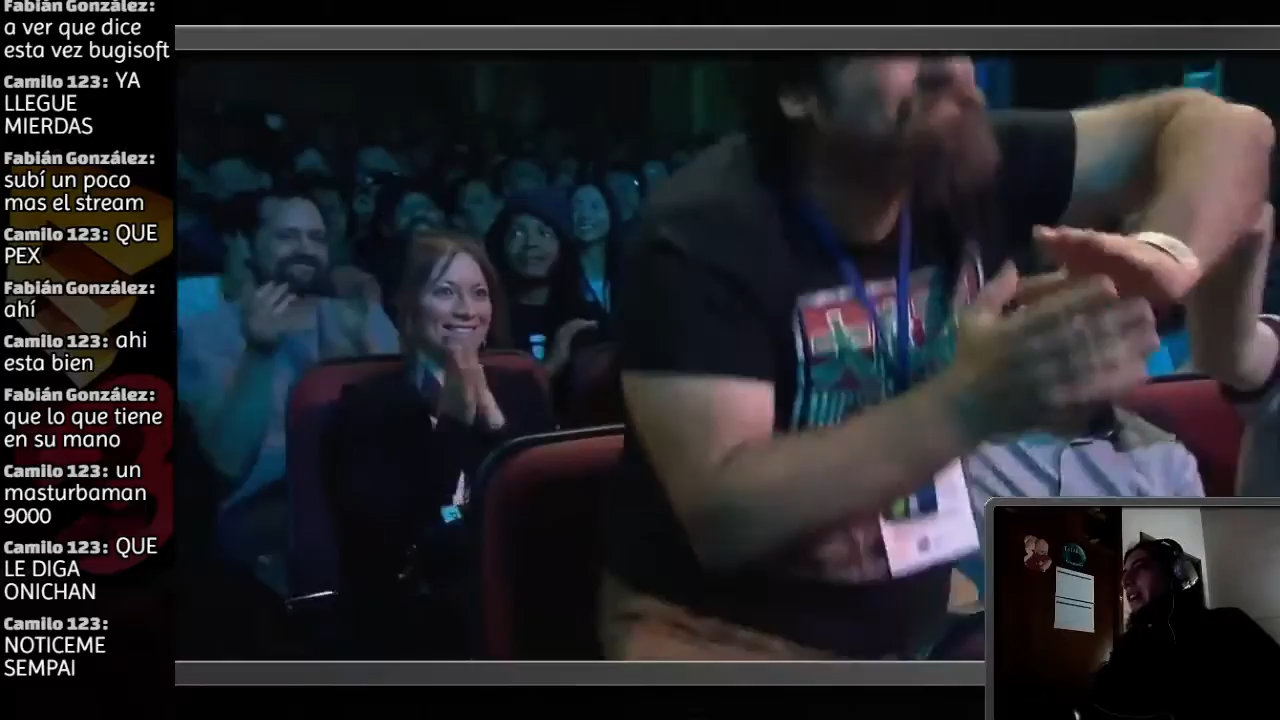 Fabián González:
a ver que dice
esta vez bugisoft
Camilo 123: YA
LLEGUE
MIERDAS
Fabián González:
subí un poco
mas el stream
Camilo 123: QUE
PEX
Fabián González:
ahí
Camilo 123: ahi
esta bien
Fabián González:
que lo que tiene
en su mano
Camilo 123: un
masturbaman
9000
Camilo 123: QUE
LE DIGA
ONICHAN
Camilo 123:
NOTICEME
SEMPAI